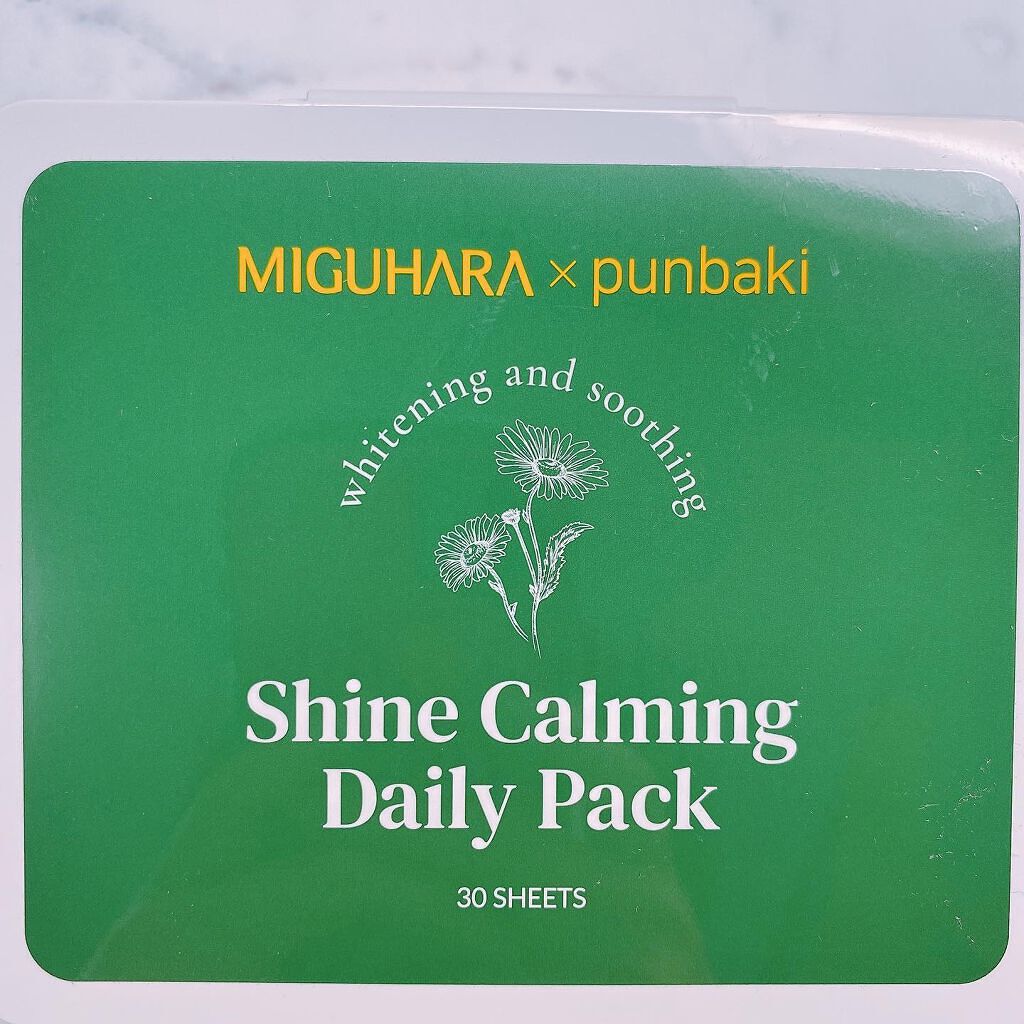 MIGUHARA × punbaki
whitening and soothing
Shine Calming
Daily Pack
30 SHEETS